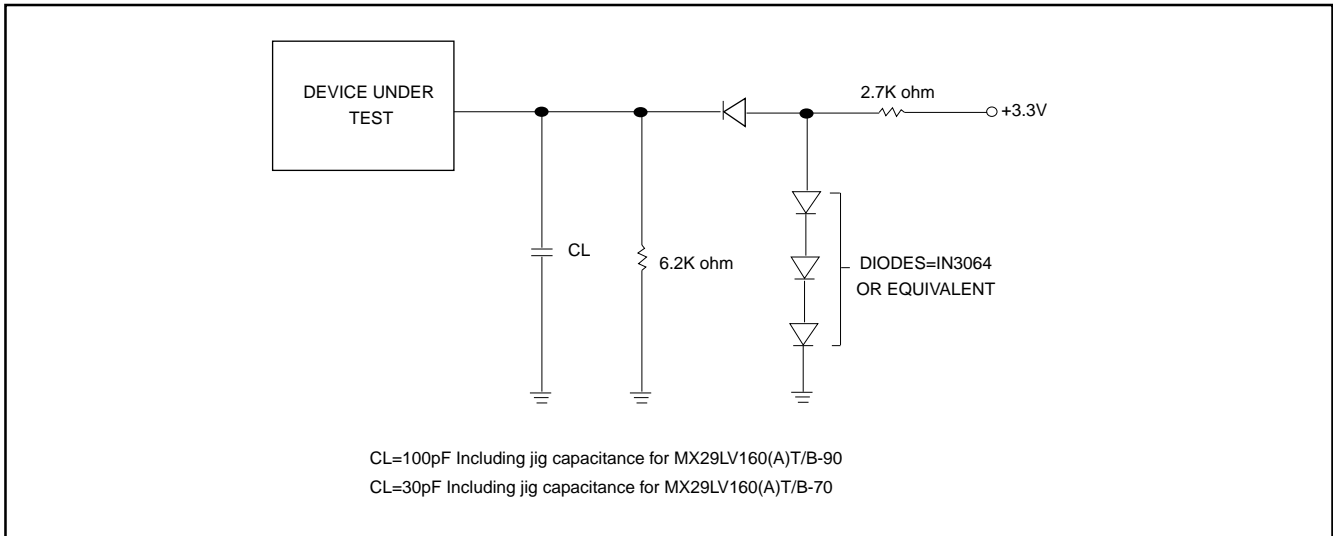 DEVICE UNDER
TEST
2.7K ohm
+3.3V
CL
6.2K ohm
DIODES=IN3064
OR EQUIVALENT
CL=100pF Including jig capacitance for MX29LV160(A)T/B-90
CL=30pF Including jig capacitance for MX29LV160(A)T/B-70